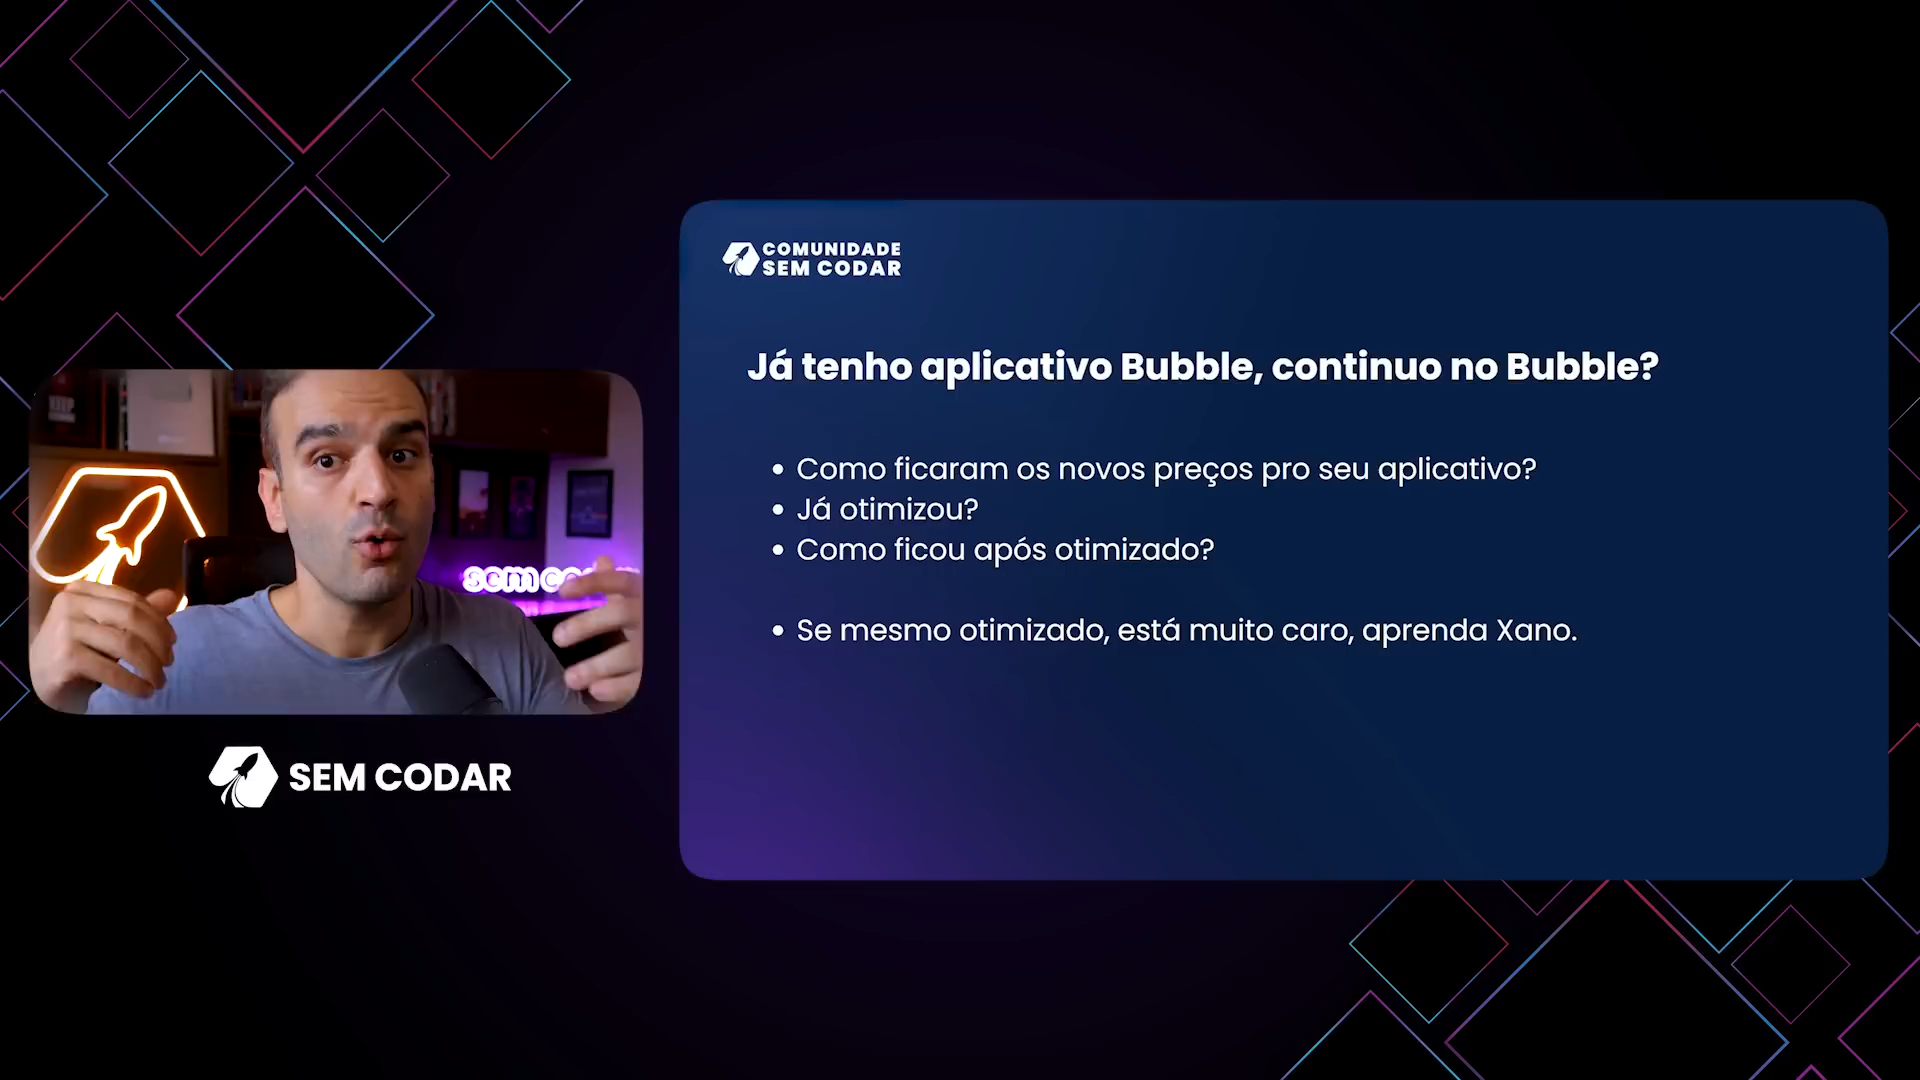 COMUNIDADE
SEM CODAR
Já tenho aplicativo Bubble, continuo no Bubble?
• Como ficaram os novos preços pro seu aplicativo?
• Já otimizou?
• Como ficou após otimizado?
• Se mesmo otimizado, está muito caro, aprenda Xano.
SEM CODAR